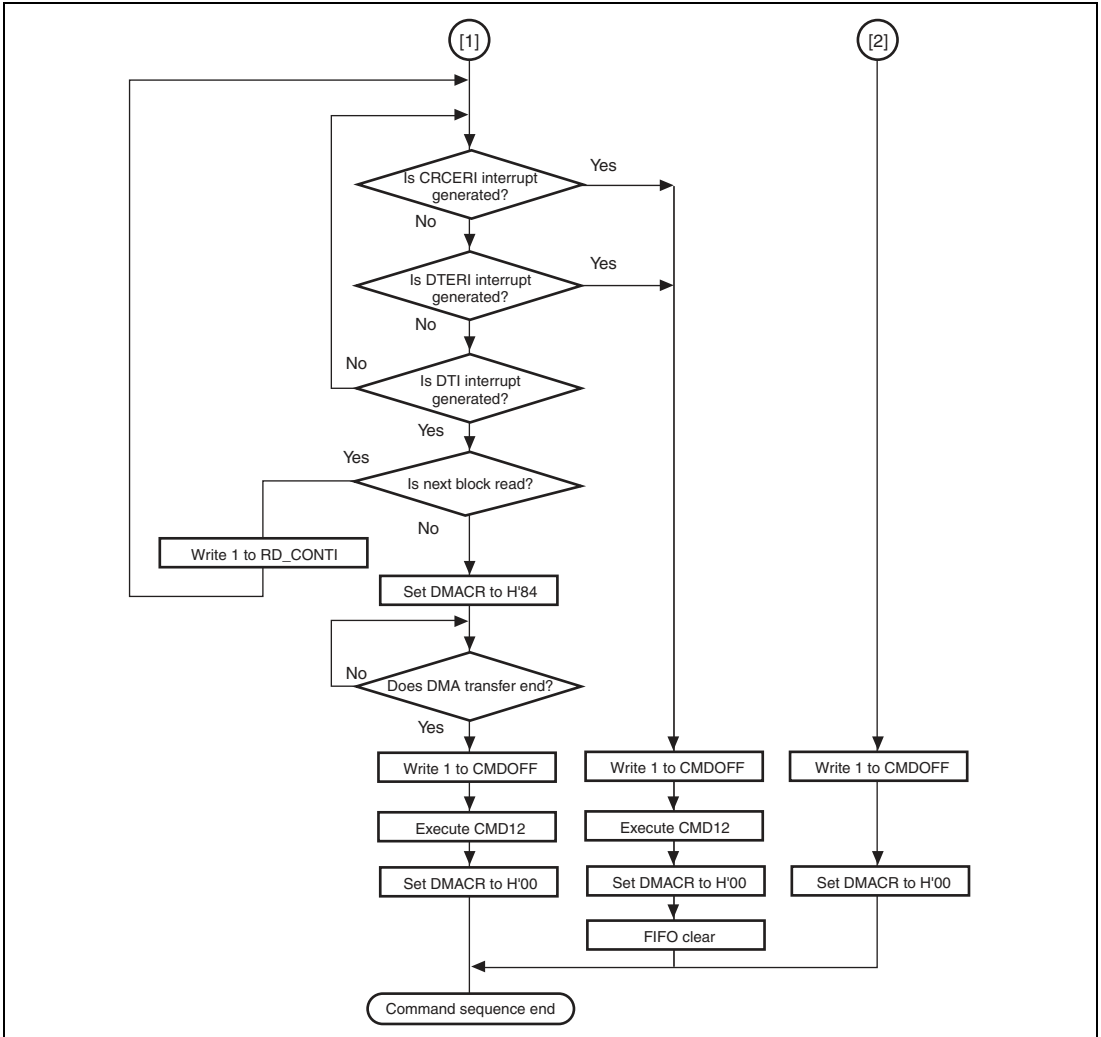 [1]
[2]
Is CRCERI interrupt
generated?
Yes
No
Is DTERI interrupt
generated?
Yes
No
No
Is DTI interrupt
generated?
Yes
Yes
Is next block read?
No
Write 1 to RD_CONTI
Set DMACR to H'84
No
Does DMA transfer end?
Yes
Write 1 to CMDOFF
Write 1 to CMDOFF
Write 1 to CMDOFF
Execute CMD12
Execute CMD12
Set DMACR to H'00
Set DMACR to H'00
Set DMACR to H'00
FIFO clear
Command sequence end